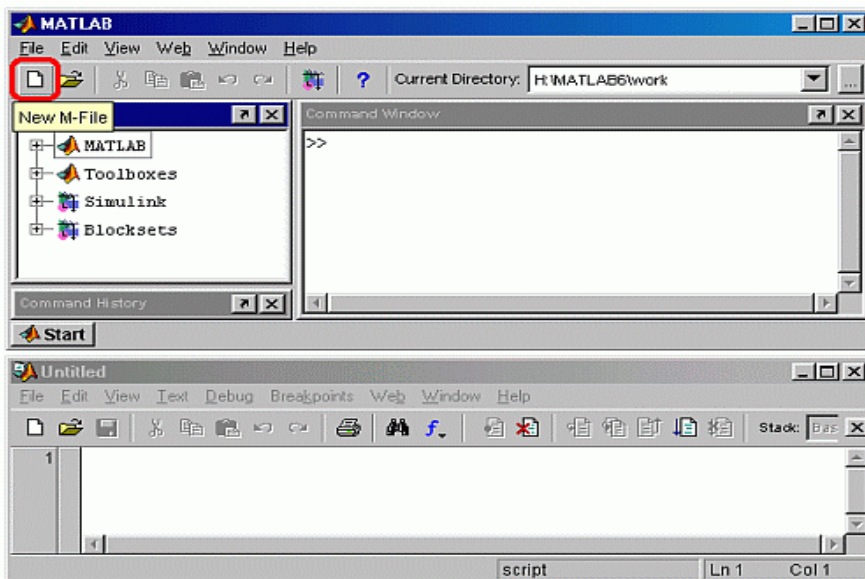 MATLAB
File Edit View Web Window Help
? Current Directory: H:\MATLAB6\work ...
New M-File
Command Window
MATLAB
>>
Toolboxes
Simulink
Blocksets
Command History
Start
Untitled
File Edit View Text Debug Breakpoints Web Window Help
f Stack: Bas
1
script Ln 1 Col 1